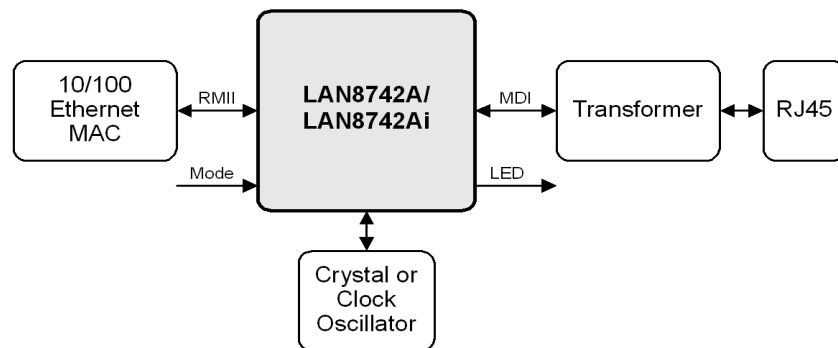 10/100
Ethernet
MAC
RMII
Mode
LAN8742A/
LAN8742Ai
MDI
LED
Transformer
RJ45
Crystal or
Clock
Oscillator